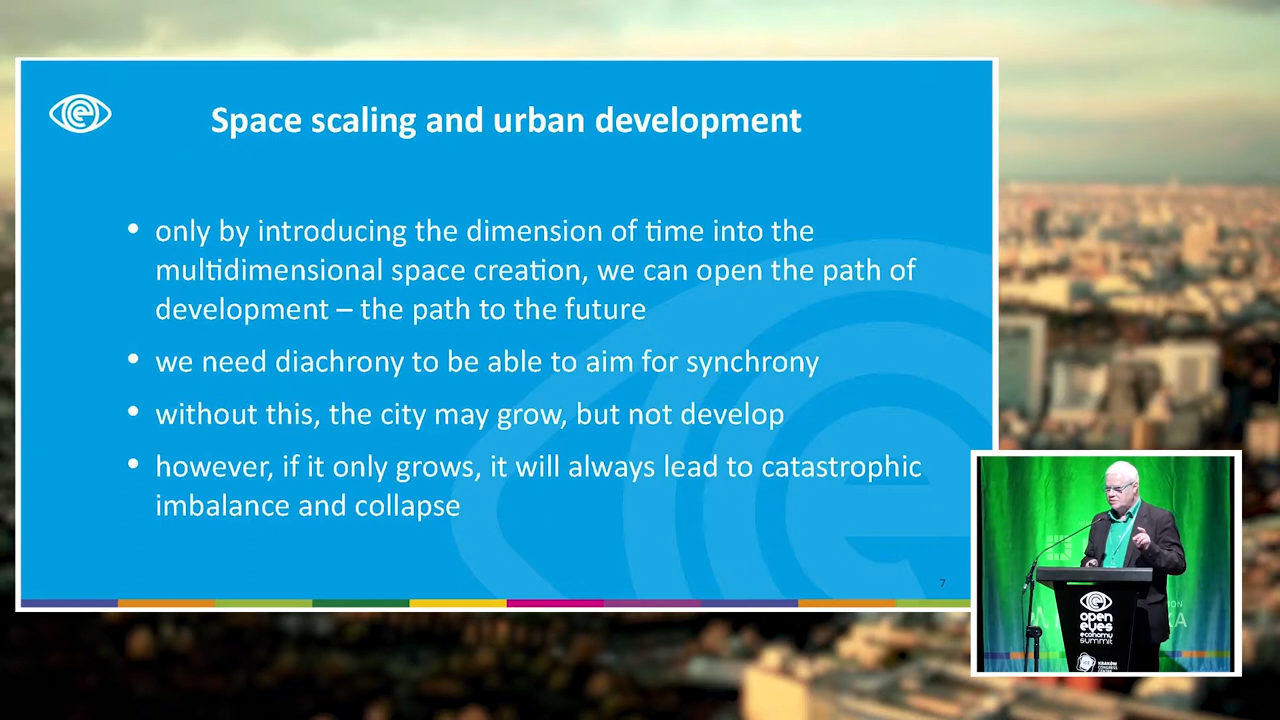 Space scaling and urban development
• only by introducing the dimension of time into the
multidimensional space creation, we can open the path of
development – the path to the future
• we need diachrony to be able to aim for synchrony
• without this, the city may grow, but not develop
• however, if it only grows, it will always lead to catastrophic
imbalance and collapse
7
open
eyes
economy
summit
KRAKÓW
CONGRESS
CENTRE